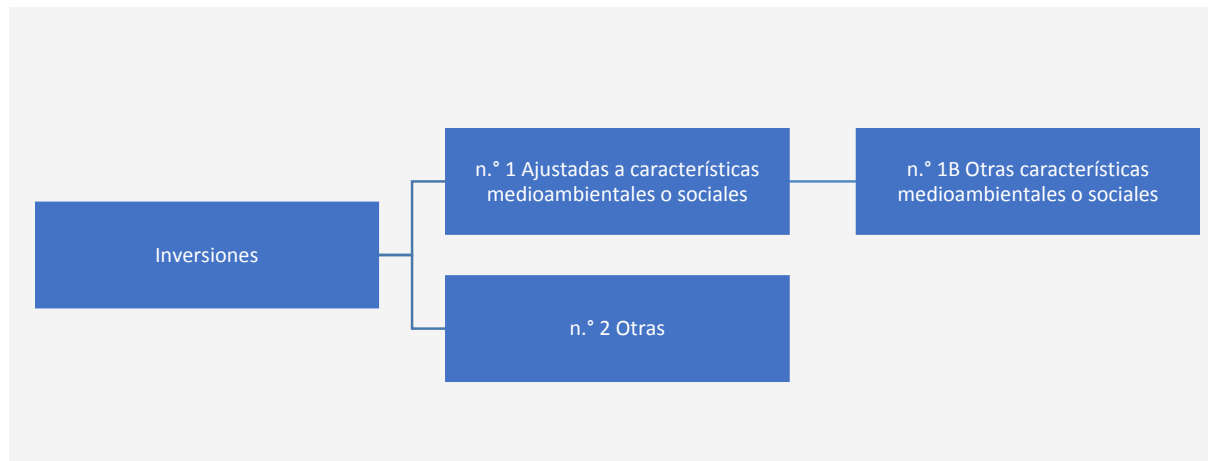 n.° 1 Ajustadas a características
medioambientales o sociales
n.° 1B Otras características
medioambientales o sociales
Inversiones
n.° 2 Otras